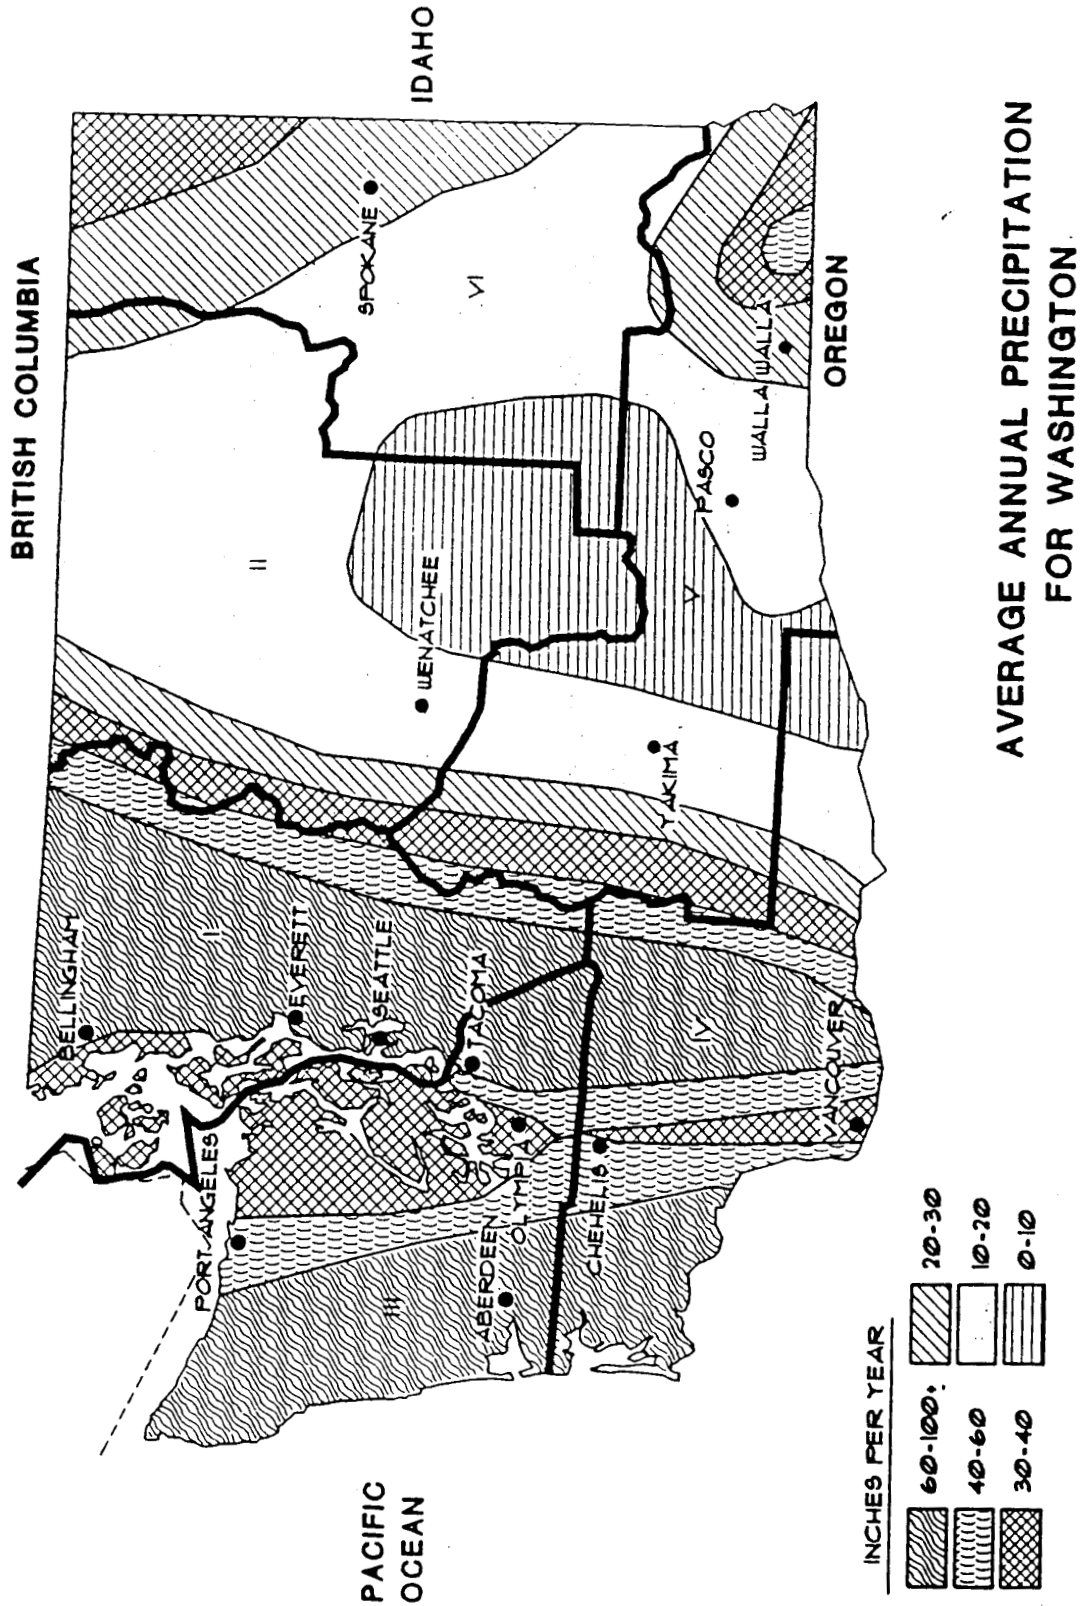 BRITISH COLUMBIA
IDAHO
PACIFIC
OCEAN
OREGON
BELLINGHAM
PORT ANGELES
EVERETT
SEATTLE
SPOKANE
WENATCHEE
TACOMA
ABERDEEN
OLYMPIA
CHEHELIS
YAKIMA
PASCO
WALLA WALLA
VANCOUVER
I
II
III
IV
V
VI
INCHES PER YEAR
60-100+
40-60
30-40
20-30
10-20
0-10
AVERAGE ANNUAL PRECIPITATION
FOR WASHINGTON